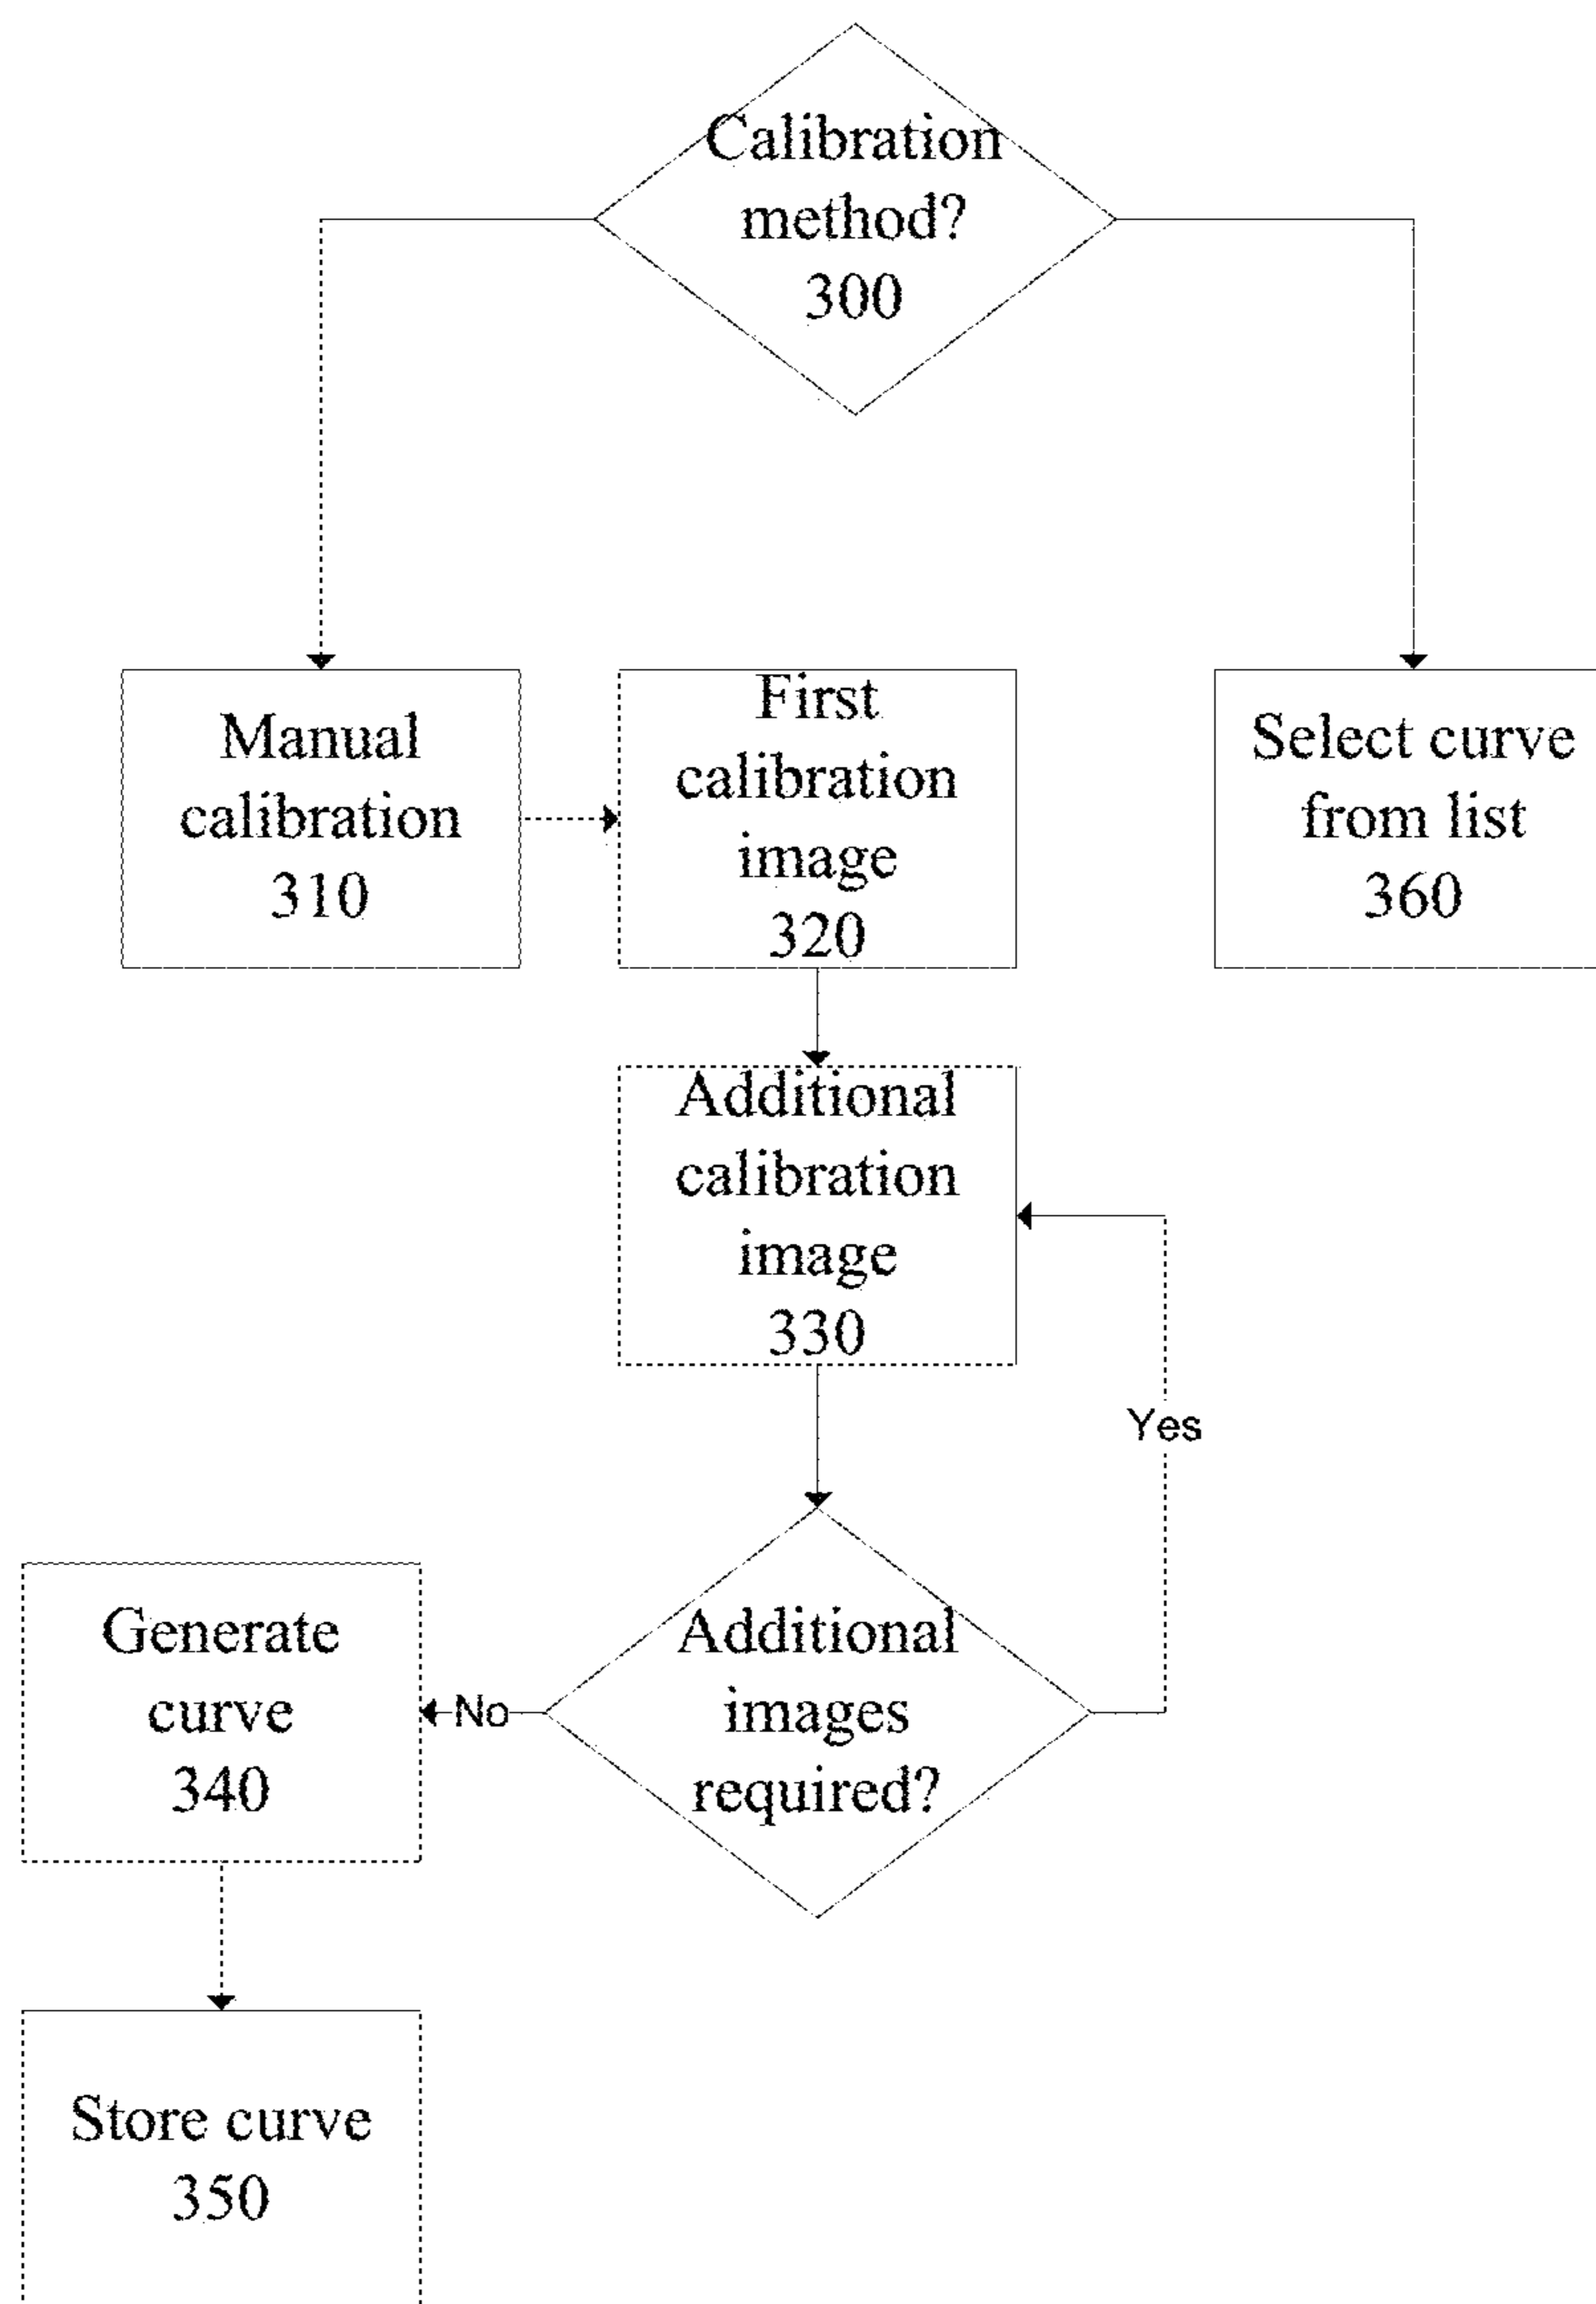 Calibration
method?
300
Manual
calibration
310
First
calibration
image
320
Select curve
from list
360
Additional
calibration
image
330
Yes
Additional
images
required?
No
Generate
curve
340
Store curve
350